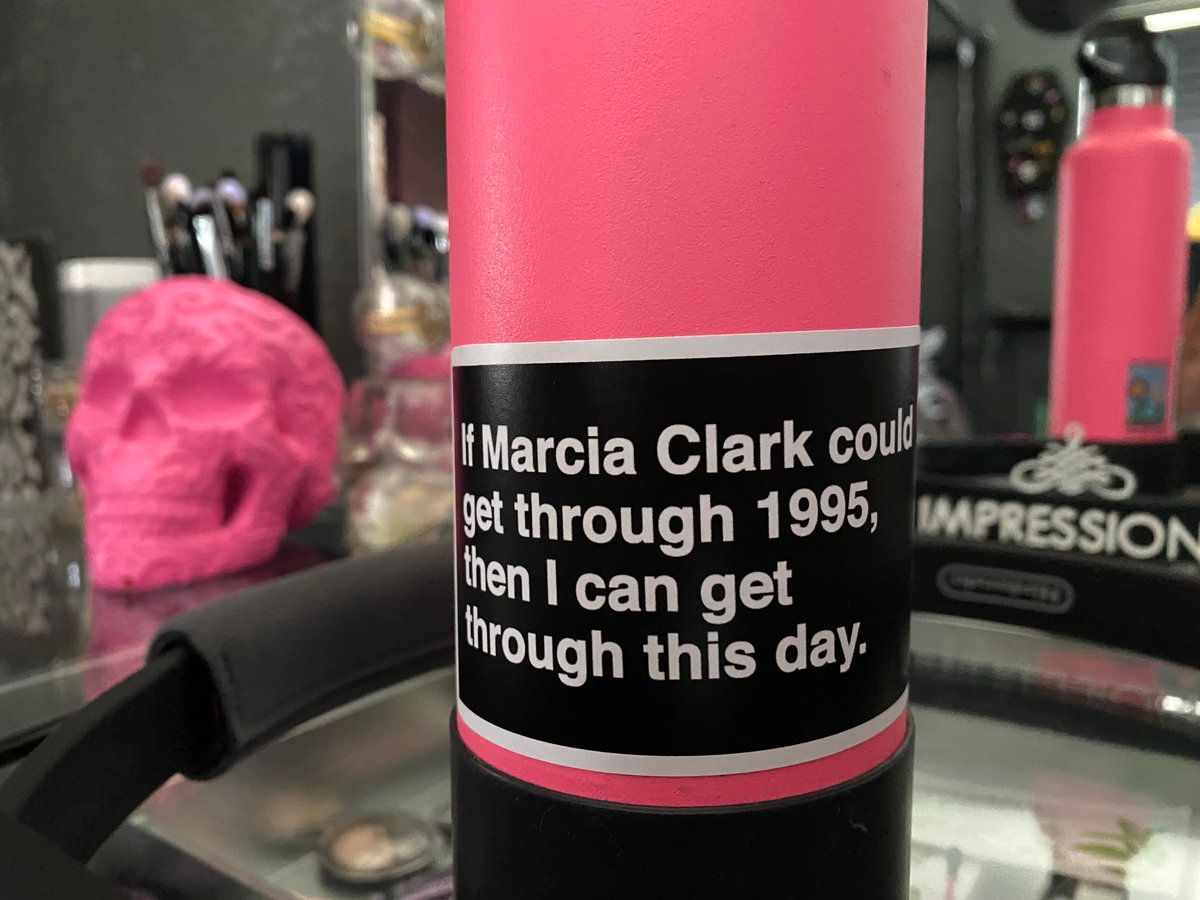 If Marcia Clark could
get through 1995,
then I can get
through this day.
IMPRESSION